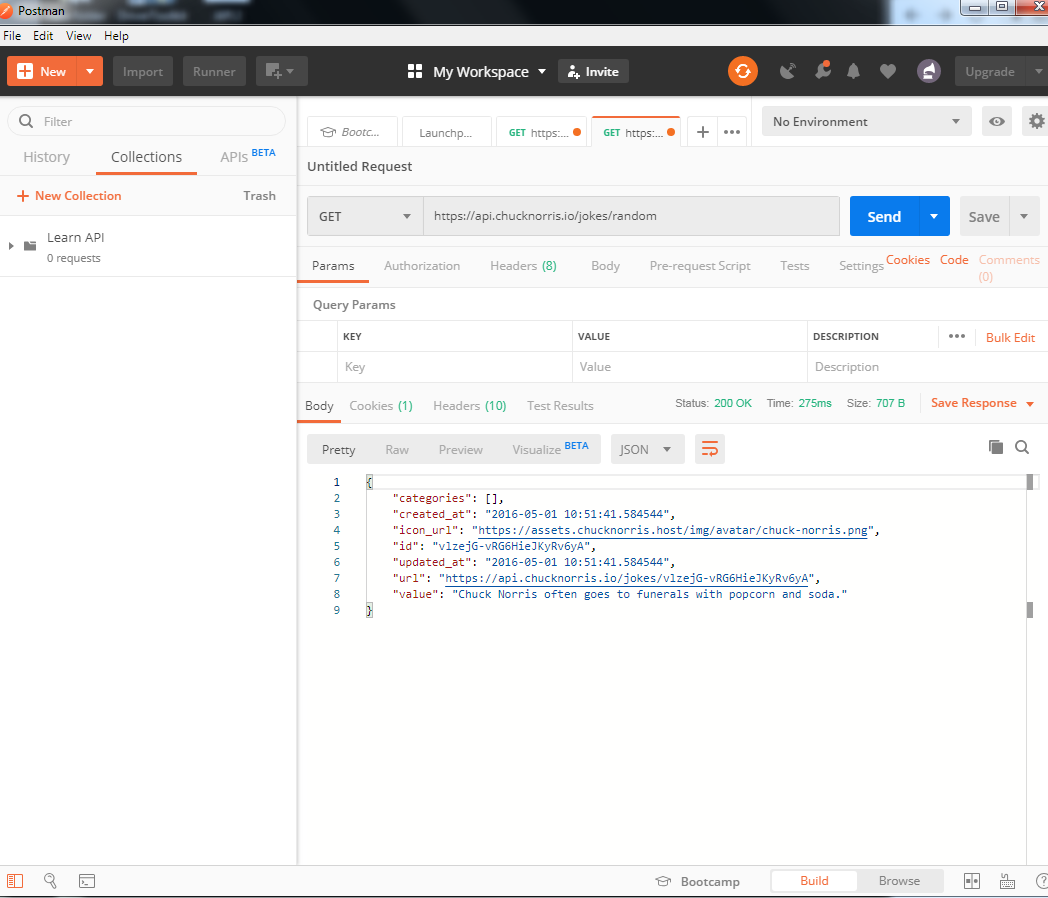 Postman
File Edit View Help
New Import Runner My Workspace Invite Upgrade
Filter
History Collections APIs BETA
New Collection Trash
Learn API
0 requests
Bootc... Launchp... GET https:... GET https:... No Environment
Untitled Request
GET https://api.chucknorris.io/jokes/random Send Save
Params Authorization Headers (8) Body Pre-request Script Tests Settings Cookies Code Comments (0)
Query Params
KEY VALUE DESCRIPTION Bulk Edit
Key Value Description
Body Cookies (1) Headers (10) Test Results Status: 200 OK Time: 275ms Size: 707 B Save Response
Pretty Raw Preview Visualize BETA JSON
1 {
2 "categories": [],
3 "created_at": "2016-05-01 10:51:41.584544",
4 "icon_url": "https://assets.chucknorris.host/img/avatar/chuck-norris.png",
5 "id": "vlzejG-vRG6HieJKyRv6yA",
6 "updated_at": "2016-05-01 10:51:41.584544",
7 "url": "https://api.chucknorris.io/jokes/vlzejG-vRG6HieJKyRv6yA",
8 "value": "Chuck Norris often goes to funerals with popcorn and soda."
9 }
Bootcamp Build Browse